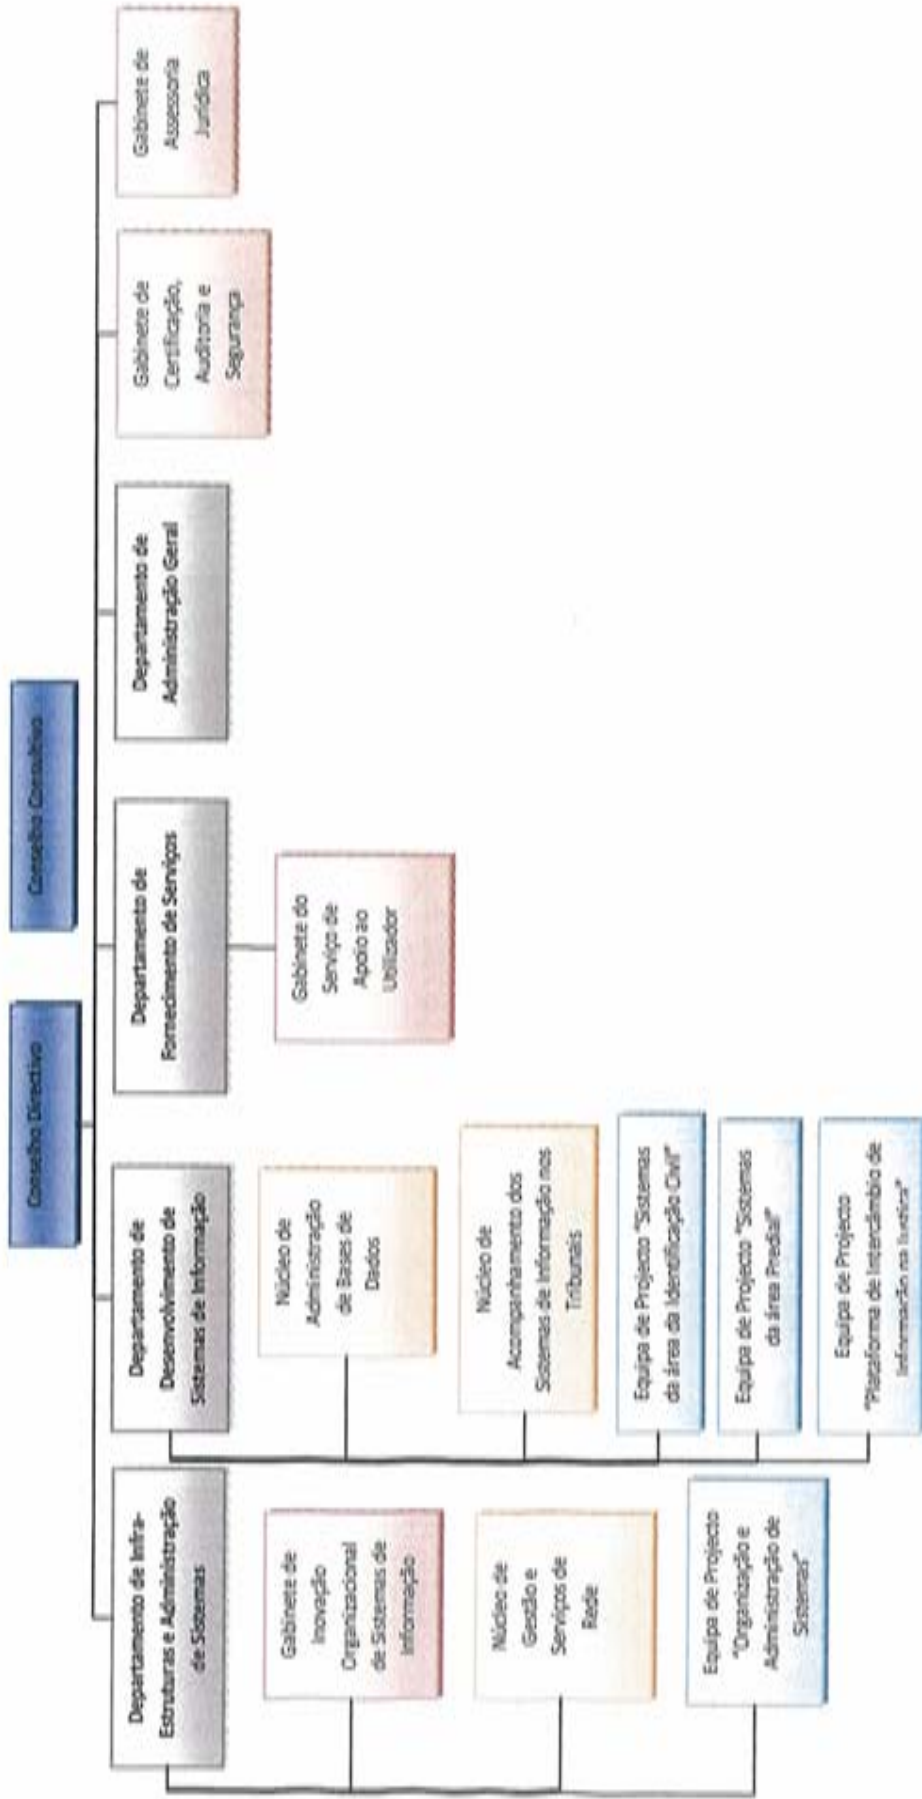 Conselho Directivo
Conselho Consultivo
Departamento de Infra-
Estruturas e Administração
de Sistemas
Departamento de
Desenvolvimento de
Sistemas de Informação
Departamento de
Fornecimento de Serviços
Departamento de
Administração Geral
Gabinete de
Certificação,
Auditoria e
Segurança
Gabinete de
Assessoria
Jurídica
Gabinete de
Inovação
Organizacional
de Sistemas de
Informação
Núcleo de
Gestão e
Serviços de
Rede
Equipa de Projecto
"Organização e
Administração de
Sistemas"
Núcleo de
Administração
de Bases de
Dados
Núcleo de
Acompanhamento dos
Sistemas de Informação nos
Tribunais
Equipa de Projecto "Sistemas
da área da Identificação Civil"
Equipa de Projecto "Sistemas
da área Predial"
Equipa de Projecto
"Plataforma de Intercâmbio de
Informação na Justiça"
Gabinete do
Serviço de
Apoio ao
Utilizador